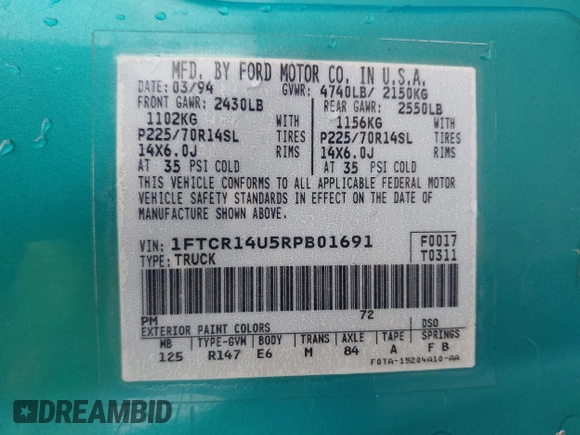 MFD. BY FORD MOTOR CO. IN U.S.A.
DATE: 03/94 GVWR: 4740LB/ 2150KG
FRONT GAWR: 2430LB REAR GAWR: 2550LB
1102KG WITH 1156KG WITH
P225/70R14SL TIRES P225/70R14SL TIRES
14X6.0J RIMS 14X6.0J RIMS
AT 35 PSI COLD AT 35 PSI COLD
THIS VEHICLE CONFORMS TO ALL APPLICABLE FEDERAL MOTOR
VEHICLE SAFETY STANDARDS IN EFFECT ON THE DATE OF
MANUFACTURE SHOWN ABOVE.
VIN: 1FTCR14U5RPB01691 F0017
TYPE: TRUCK T0311
PM 72
EXTERIOR PAINT COLORS DSO
WB TYPE-GVM BODY TRANS AXLE TAPE SPRINGS
125 R147 E6 M 84 A F B
F0TA-15204A10-AA
DREAMBID